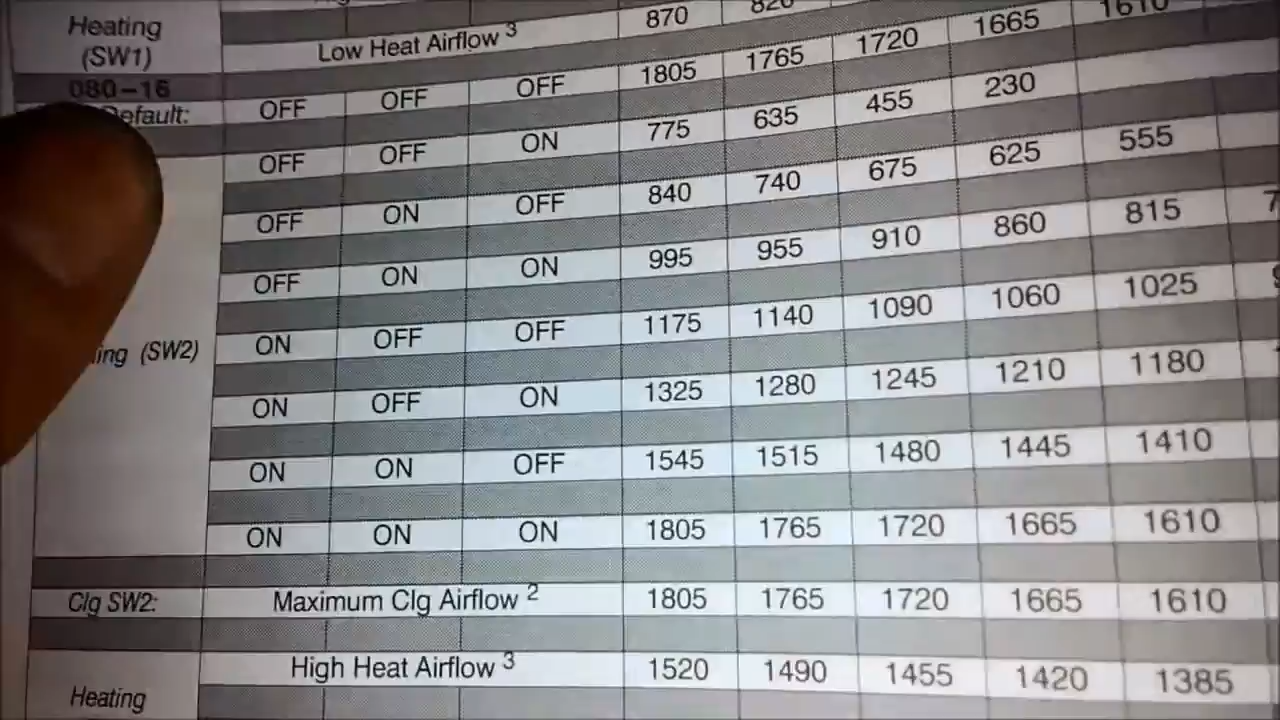 Heating
(SW1)
Low Heat Airflow 3 870 820
080-16
Default: OFF OFF OFF 1805 1765 1720 1665 1610
OFF OFF ON 775 635 455 230
OFF ON OFF 840 740 675 625 555
OFF ON ON 995 955 910 860 815
(SW2) ON OFF OFF 1175 1140 1090 1060 1025
ON OFF ON 1325 1280 1245 1210 1180
ON ON OFF 1545 1515 1480 1445 1410
ON ON ON 1805 1765 1720 1665 1610
Clg SW2: Maximum Clg Airflow 2 1805 1765 1720 1665 1610
High Heat Airflow 3 1520 1490 1455 1420 1385
Heating